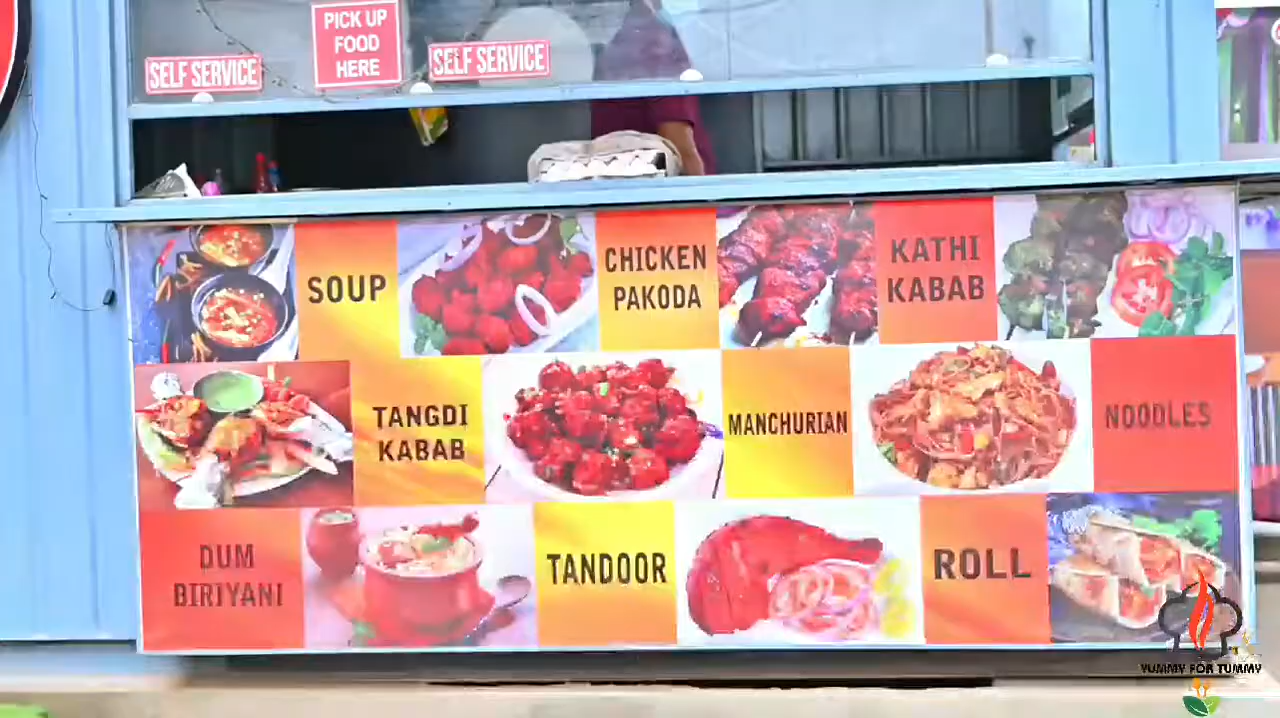 PICK UP
FOOD
HERE
SELF SERVICE
SELF SERVICE
SOUP
CHICKEN
PAKODA
KATHI
KABAB
TANGDI
KABAB
MANCHURIAN
NOODLES
DUM
BIRIYANI
TANDOOR
ROLL
YUMMY FOR TUMMY